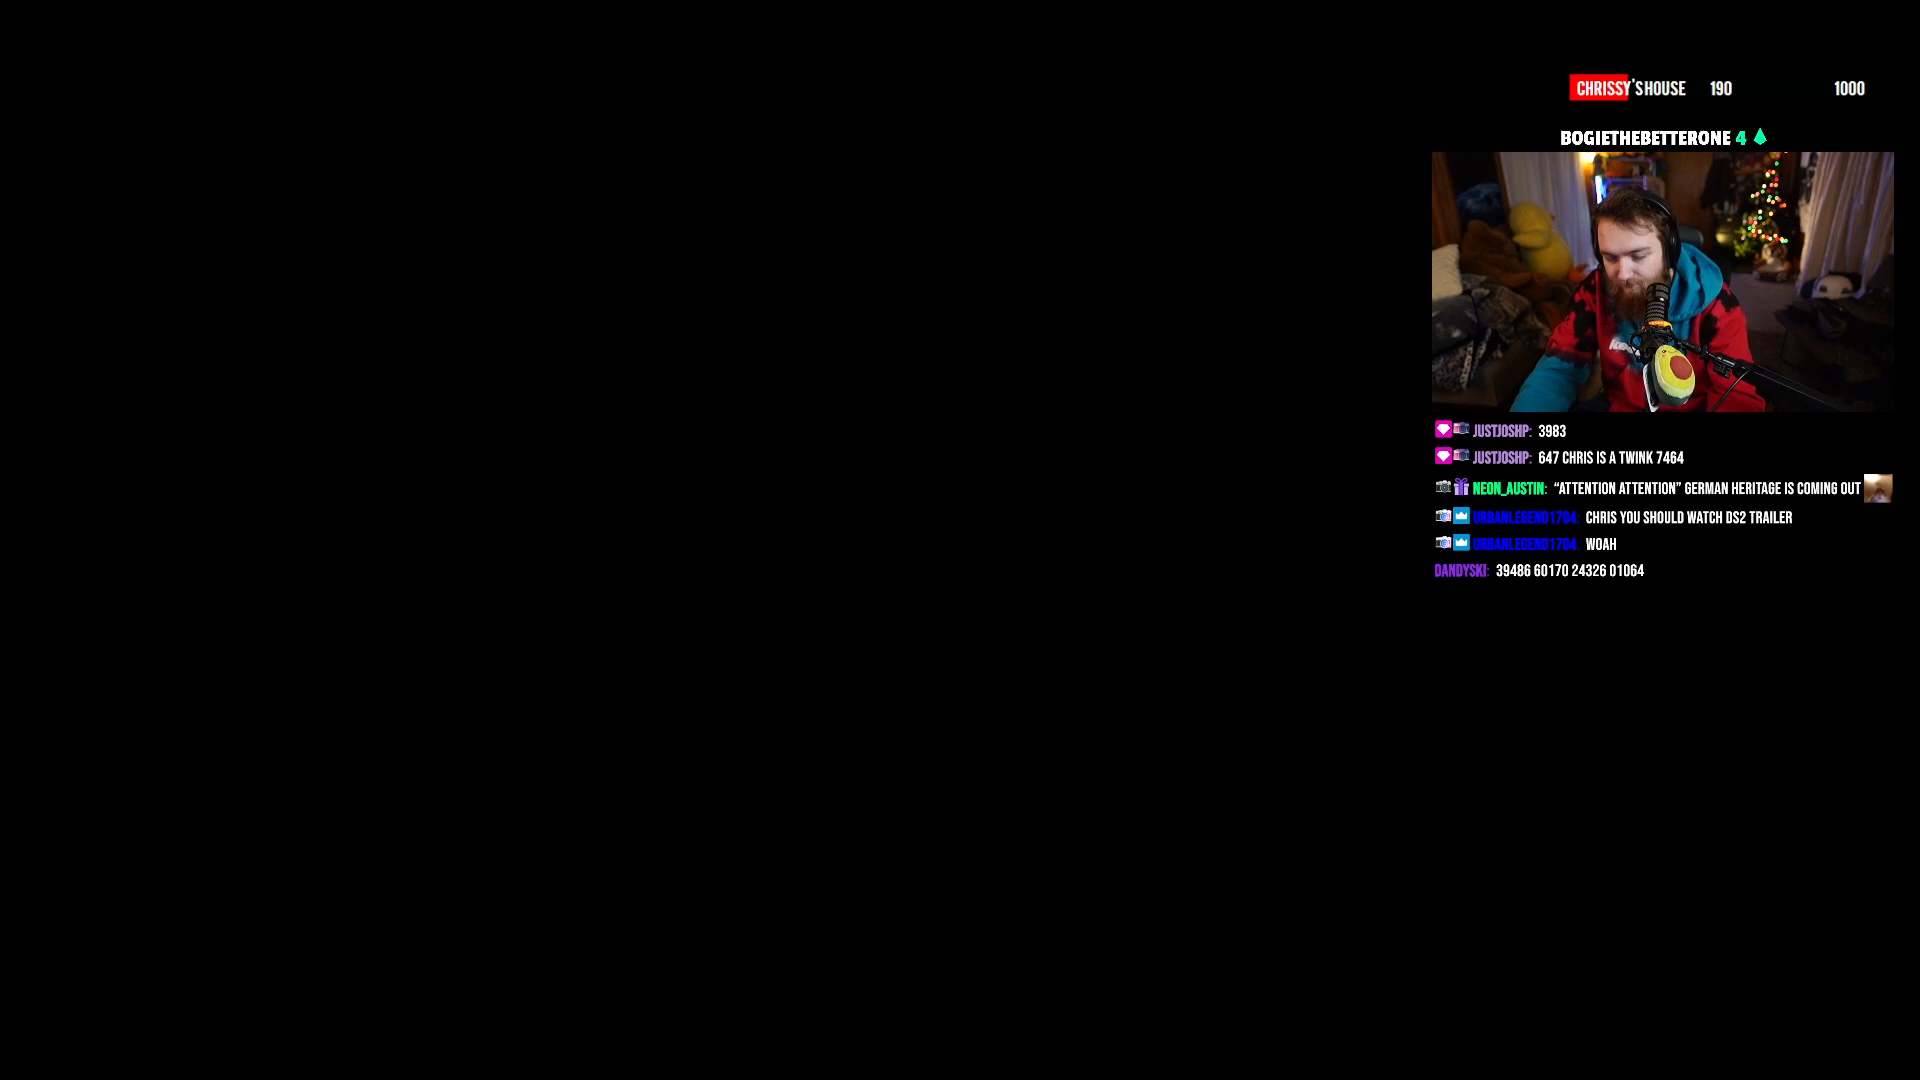 CHRISSY'S HOUSE 190 1000
BOGIETHEBETTERONE 4
JUSTJOSHP: 3983
JUSTJOSHP: 647 CHRIS IS A TWINK 7464
NEON_AUSTIN: “ATTENTION ATTENTION” GERMAN HERITAGE IS COMING OUT
URBANLEGEND1704: CHRIS YOU SHOULD WATCH DS2 TRAILER
URBANLEGEND1704: WOAH
DANDYSKI: 39486 60170 24326 01064